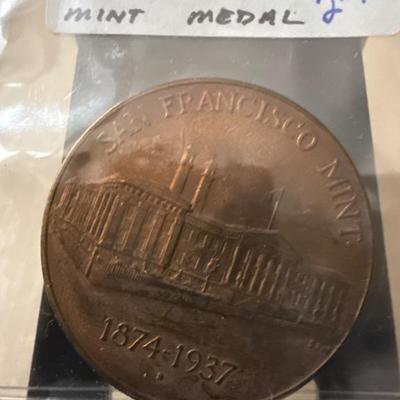 MINT MEDAL
SAN FRANCISCO MINT
1874-1937